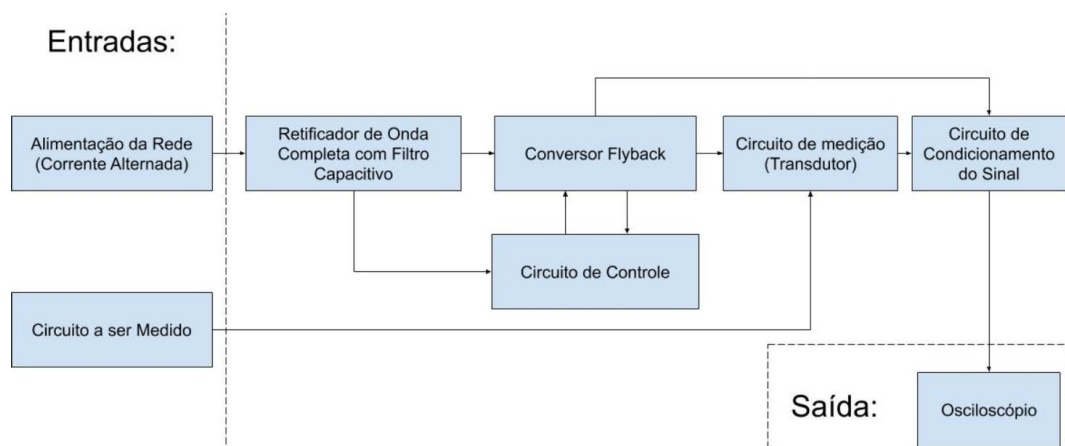 Entradas:
Alimentação da Rede
(Corrente Alternada)
Retificador de Onda
Completa com Filtro
Capacitivo
Conversor Flyback
Circuito de medição
(Transdutor)
Circuito de
Condicionamento
do Sinal
Circuito de Controle
Circuito a ser Medido
Saída:
Osciloscópio